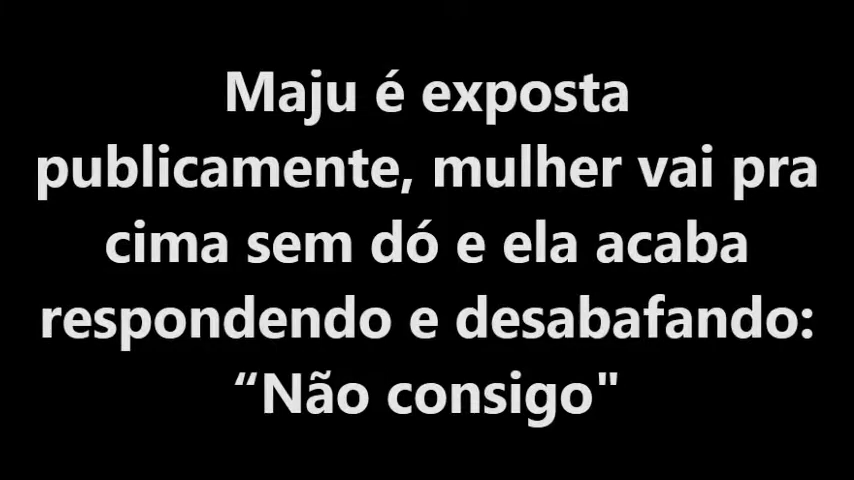 Maju é exposta
publicamente, mulher vai pra
cima sem dó e ela acaba
respondendo e desabafando:
“Não consigo"